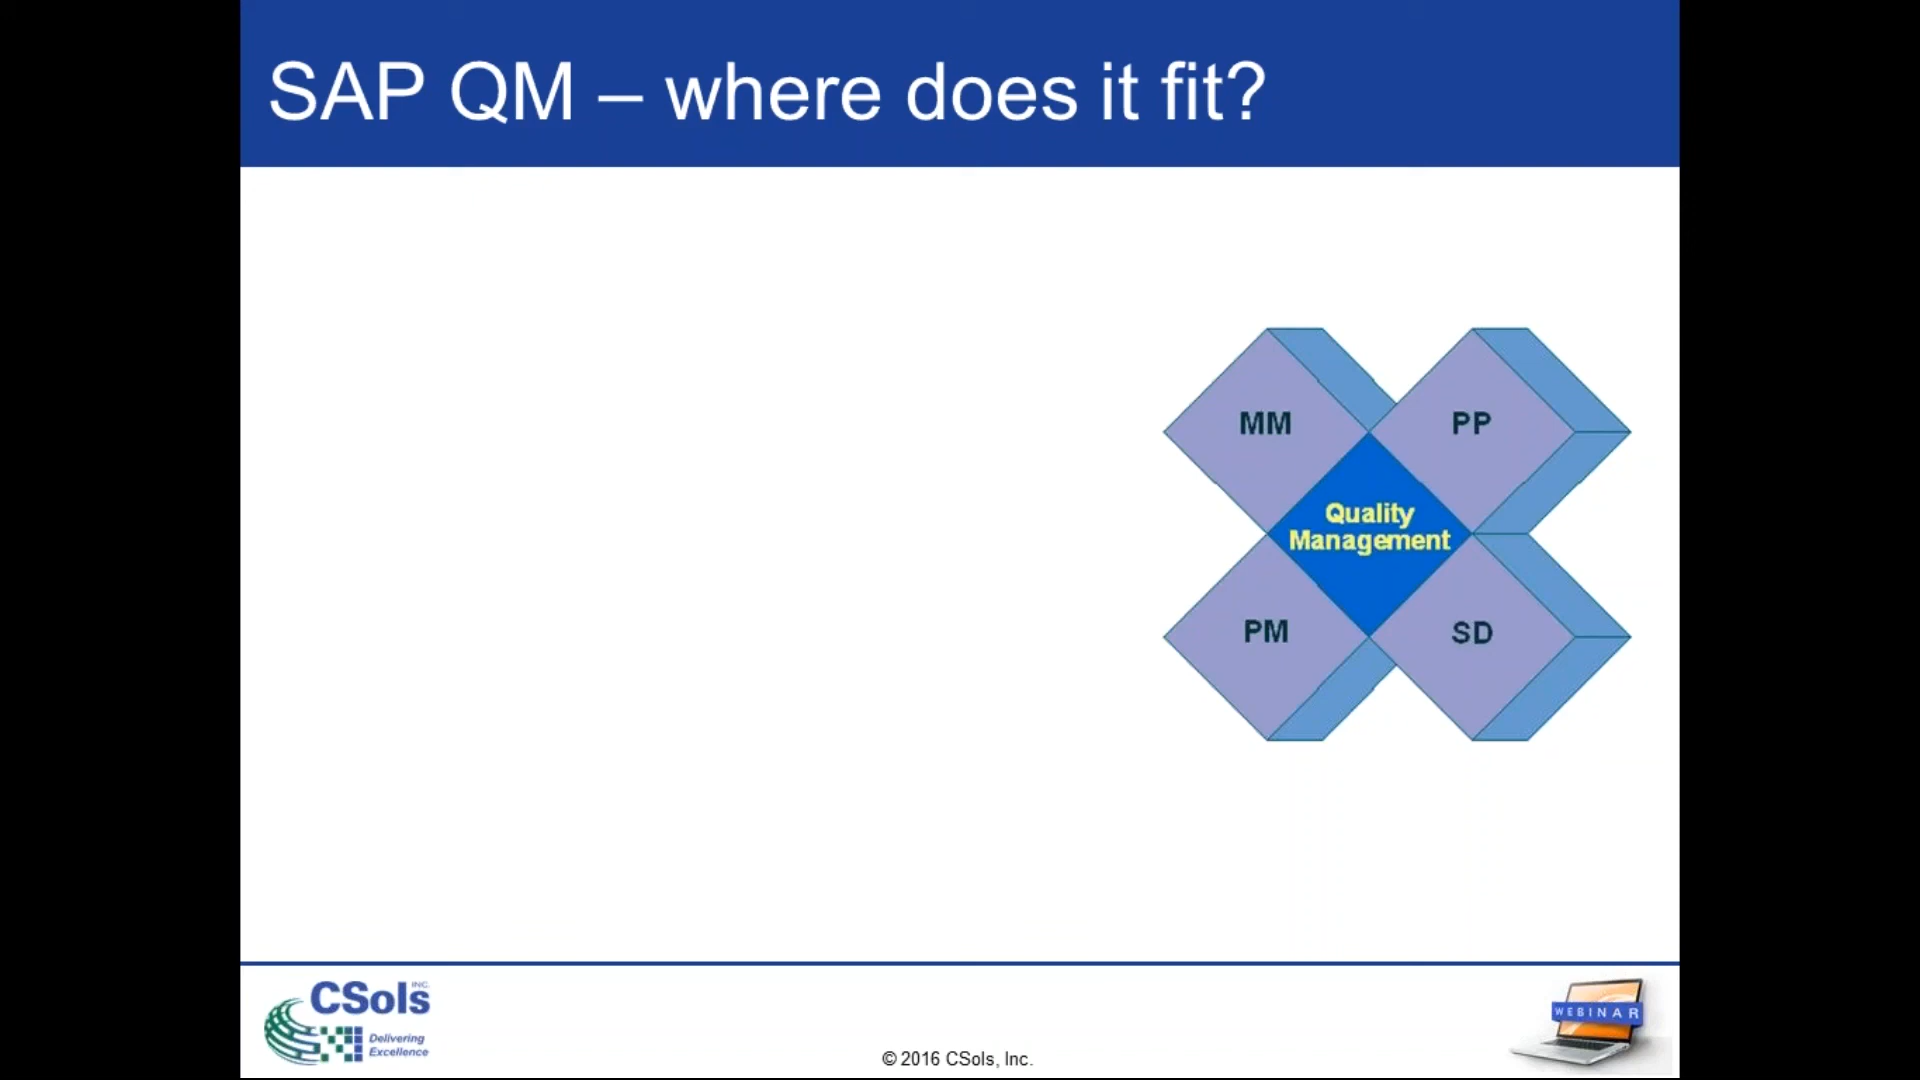 SAP QM – where does it fit?
MM
PP
Quality
Management
PM
SD
CSols INC.
Delivering
Excellence
© 2016 CSols, Inc.
WEBINAR